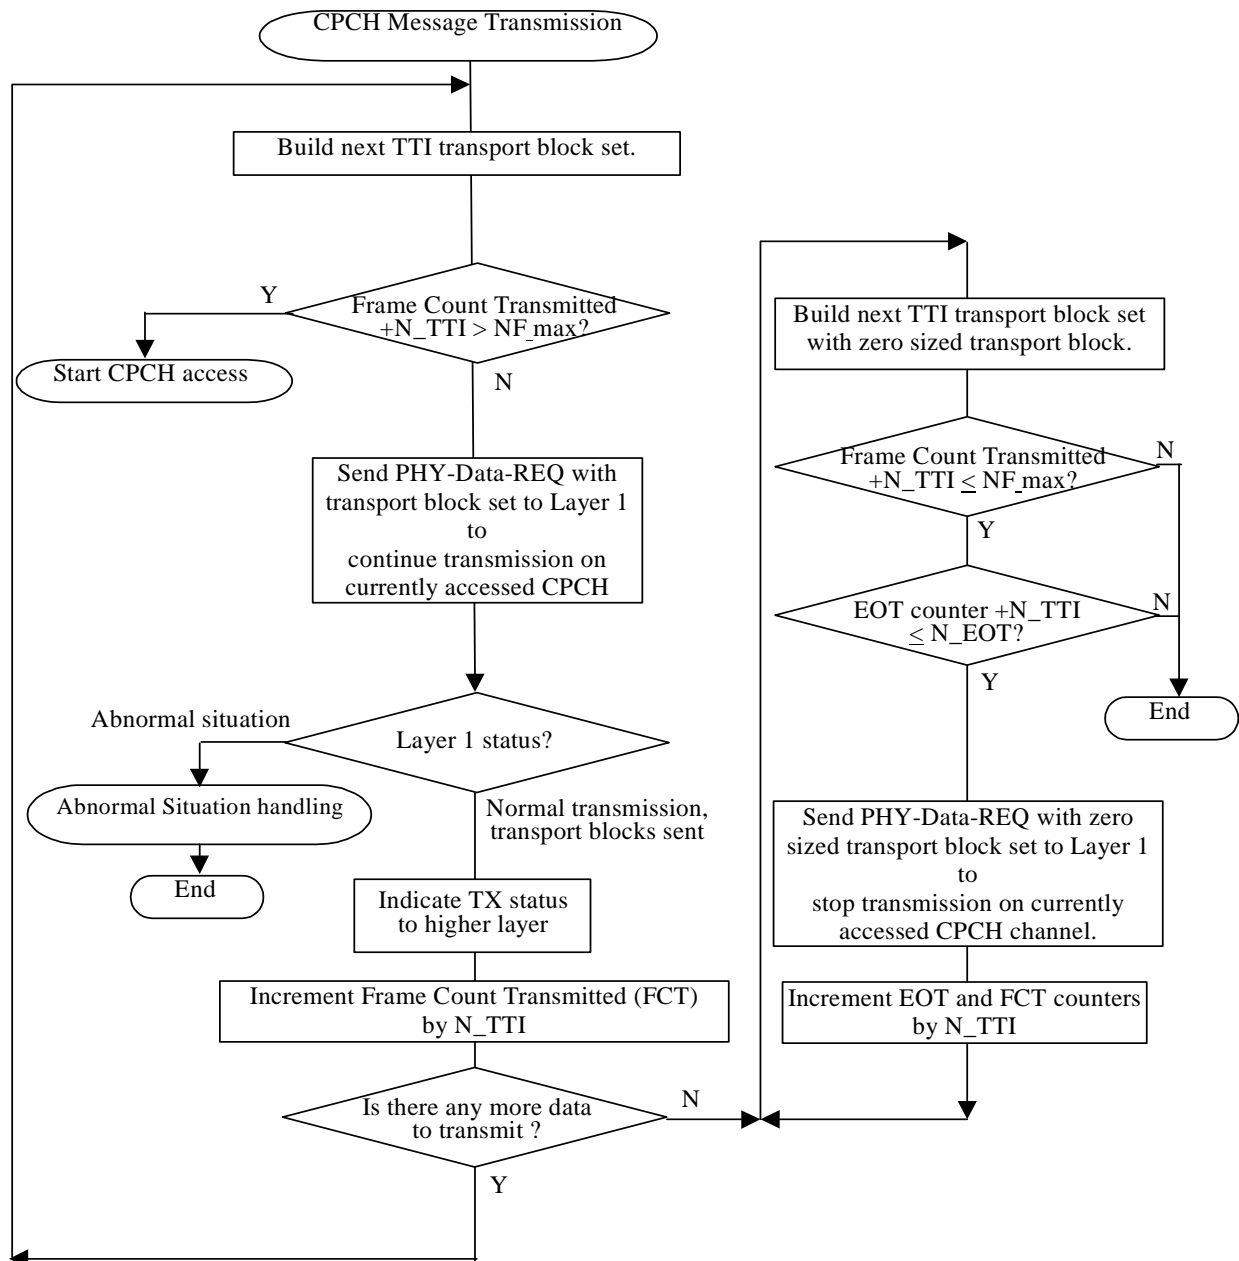 CPCH Message Transmission
Build next TTI transport block set.
Y
Frame Count Transmitted
+N_TTI > NF_max?
Start CPCH access
N
Send PHY-Data-REQ with
transport block set to Layer 1
to
continue transmission on
currently accessed CPCH
Abnormal situation
Layer 1 status?
Abnormal Situation handling
Normal transmission,
transport blocks sent
End
Indicate TX status
to higher layer
Increment Frame Count Transmitted (FCT)
by N_TTI
Is there any more data
to transmit ?
N
Y
Build next TTI transport block set
with zero sized transport block.
Frame Count Transmitted
+N_TTI ≤ NF_max?
N
Y
EOT counter +N_TTI
≤ N_EOT?
N
Y
End
Send PHY-Data-REQ with zero
sized transport block set to Layer 1
to
stop transmission on currently
accessed CPCH channel.
Increment EOT and FCT counters
by N_TTI